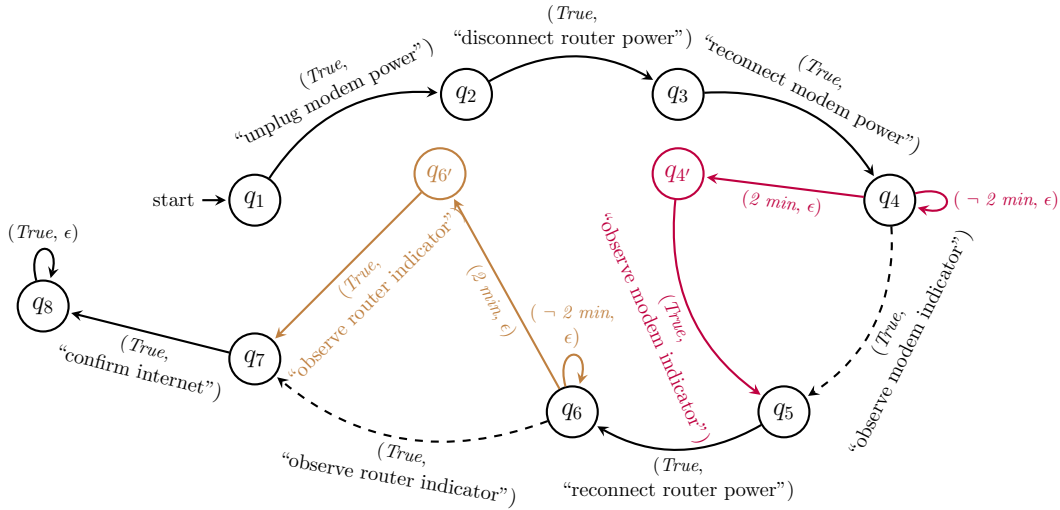 (True,
"disconnect router power")
(True,
"unplug modem power")
(True,
"reconnect modem power")
q2
q3
q6′
q4′
start
q1
q4
(2 min, ϵ)
(¬ 2 min, ϵ)
(True, ϵ)
q8
(True,
"observe router indicator")
(2 min, ϵ)
(¬ 2 min,
ϵ)
(True,
"observe modem indicator")
(True,
"observe modem indicator")
q7
(True,
"confirm internet")
q6
q5
(True,
"observe router indicator")
(True,
"reconnect router power")